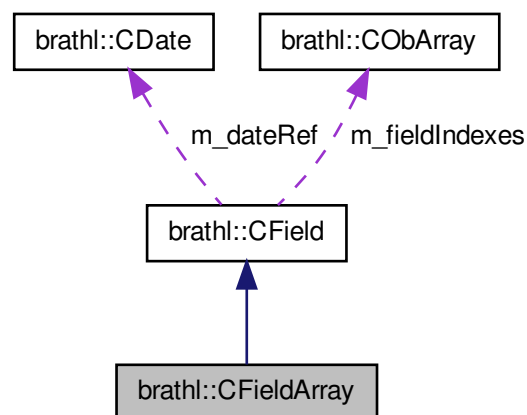 brathl::CDate
brathl::CObArray
m_dateRef
m_fieldIndexes
brathl::CField
brathl::CFieldArray